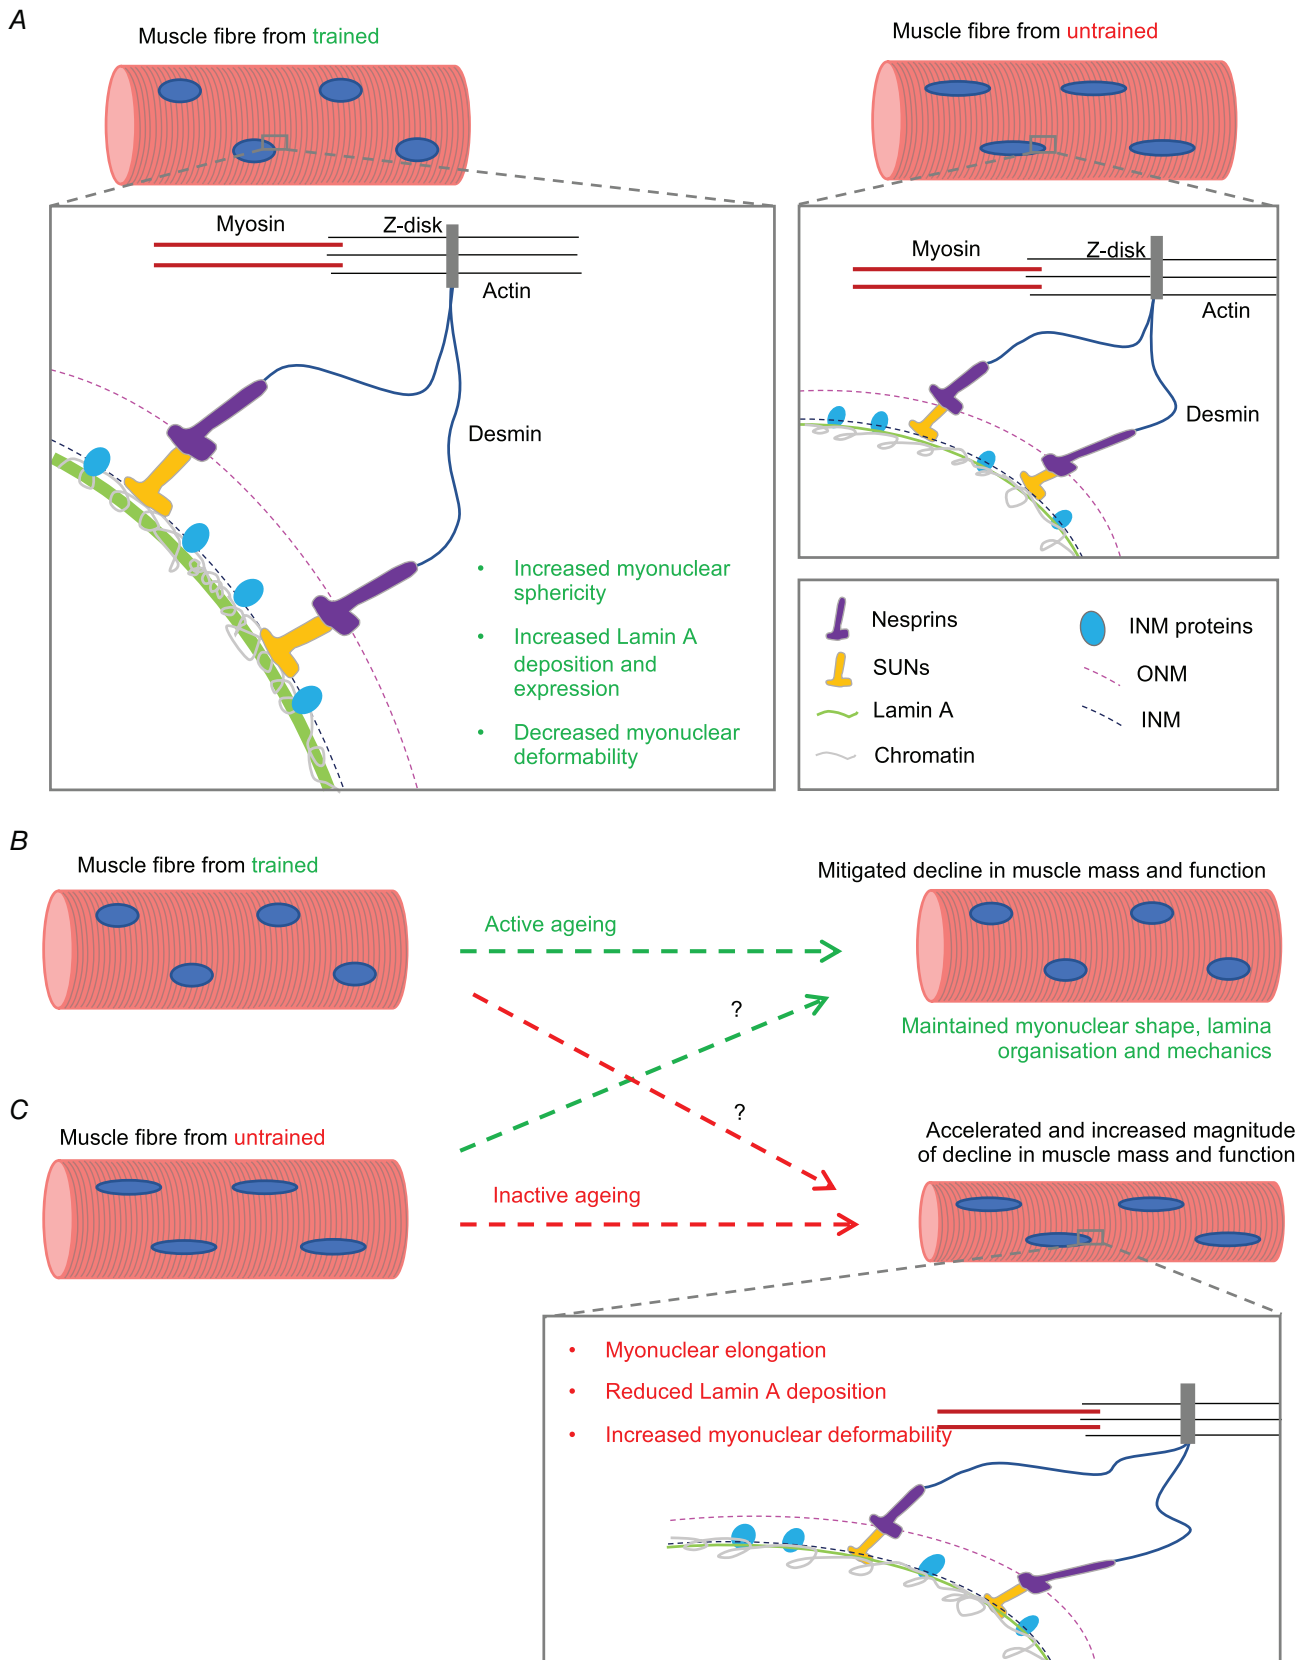 A
Muscle fibre from trained
Muscle fibre from untrained
Myosin
Z-disk
Actin
Desmin
• Increased myonuclear
sphericity
• Increased Lamin A
deposition and
expression
• Decreased myonuclear
deformability
Myosin
Z-disk
Actin
Desmin
Nesprins
SUNs
Lamin A
Chromatin
INM proteins
ONM
INM
B
Muscle fibre from trained
Active ageing
?
Mitigated decline in muscle mass and function
Maintained myonuclear shape, lamina
organisation and mechanics
C
Muscle fibre from untrained
?
Inactive ageing
Accelerated and increased magnitude
of decline in muscle mass and function
• Myonuclear elongation
• Reduced Lamin A deposition
• Increased myonuclear deformability